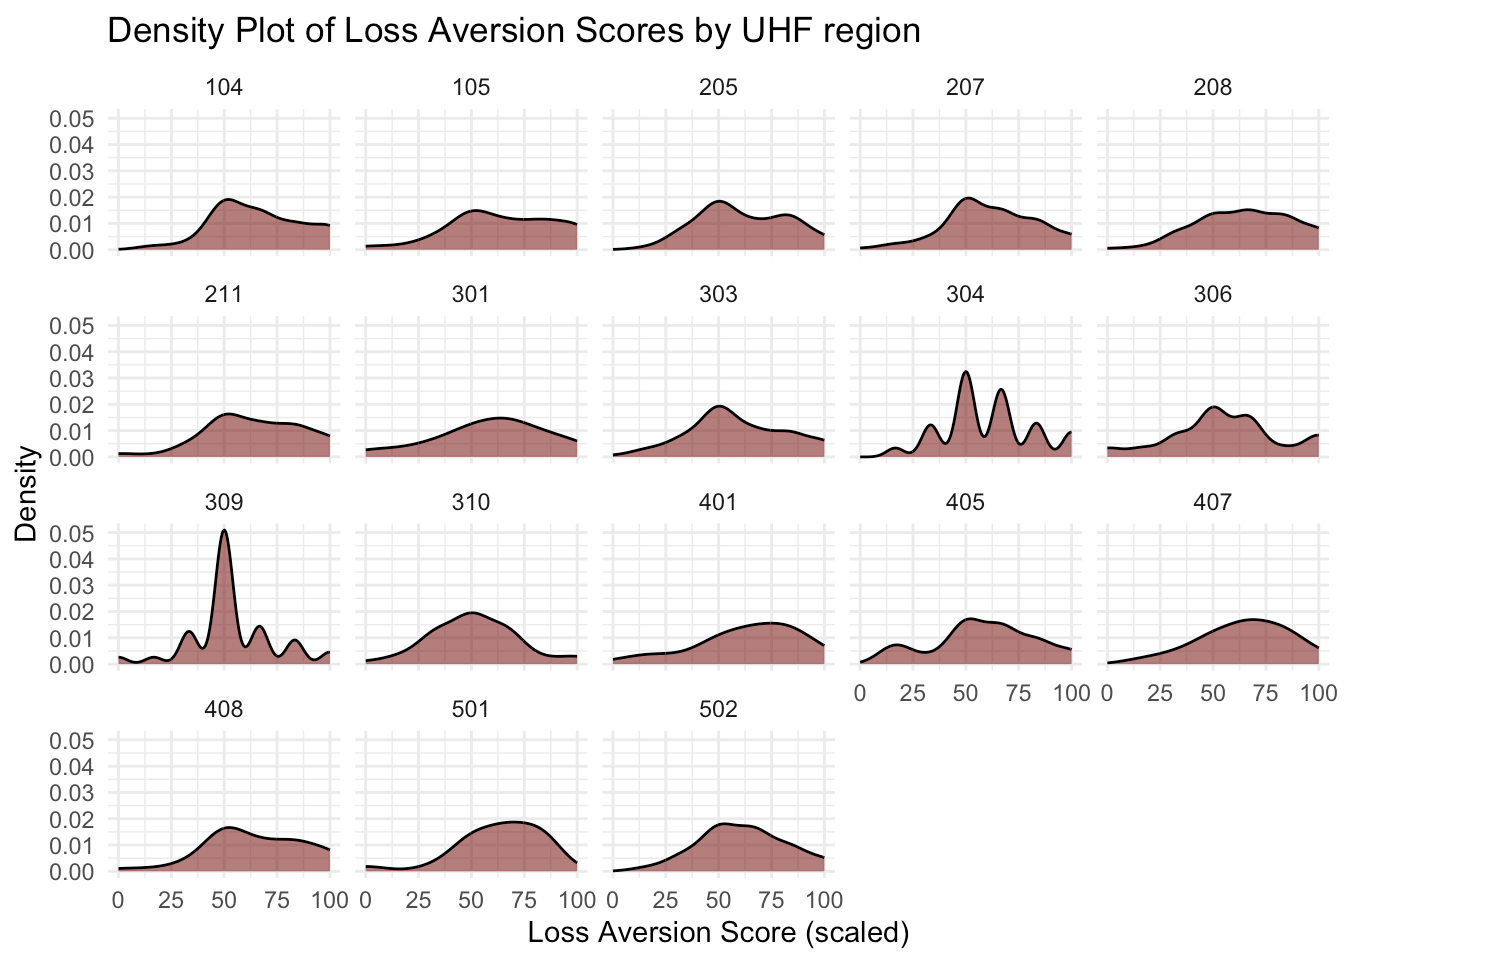 Density Plot of Loss Aversion Scores by UHF region
104 105 205 207 208
0.05
0.04
0.03
0.02
0.01
0.00
211 301 303 304 306
0.05
0.04
0.03
0.02
0.01
0.00
Density
309 310 401 405 407
0.05
0.04
0.03
0.02
0.01
0.00
0 25 50 75 100 0 25 50 75 100
408 501 502
0.05
0.04
0.03
0.02
0.01
0.00
0 25 50 75 100 0 25 50 75 100 0 25 50 75 100
Loss Aversion Score (scaled)